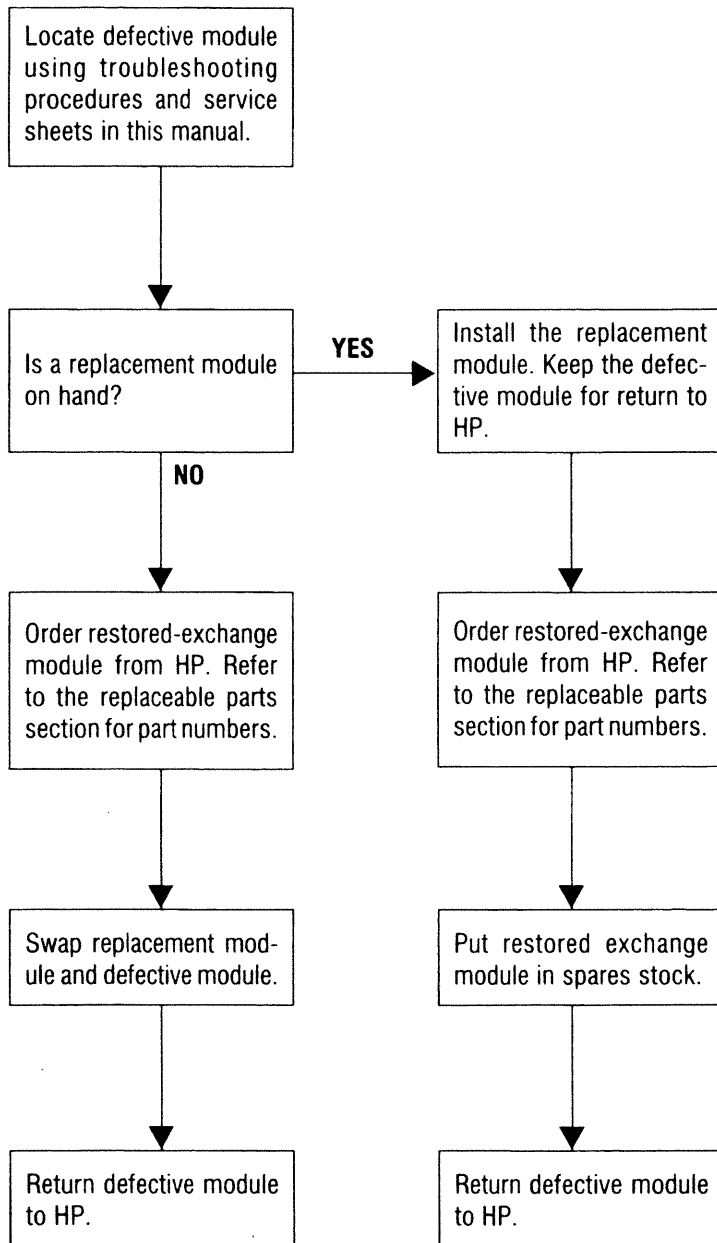 Locate defective module
using troubleshooting
procedures and service
sheets in this manual.
Is a replacement module
on hand?
YES
Install the replacement
module. Keep the defec-
tive module for return to
HP.
NO
Order restored-exchange
module from HP. Refer
to the replaceable parts
section for part numbers.
Order restored-exchange
module from HP. Refer
to the replaceable parts
section for part numbers.
Swap replacement mod-
ule and defective module.
Put restored exchange
module in spares stock.
Return defective module
to HP.
Return defective module
to HP.